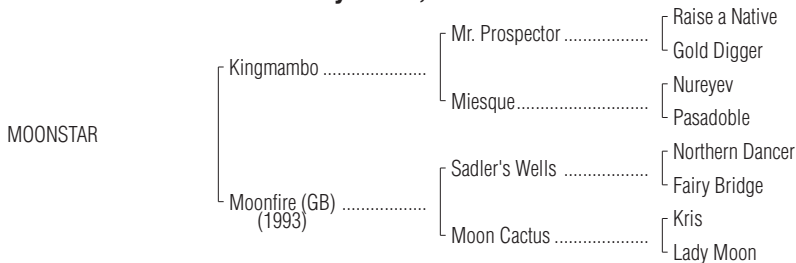 Raise a Native
Mr. Prospector ..................
Gold Digger
Kingmambo ......................
Nureyev
Miesque............................
Pasadoble
MOONSTAR
Northern Dancer
Sadler's Wells ..................
Fairy Bridge
Moonfire (GB) ..................
(1993)
Kris
Moon Cactus ....................
Lady Moon